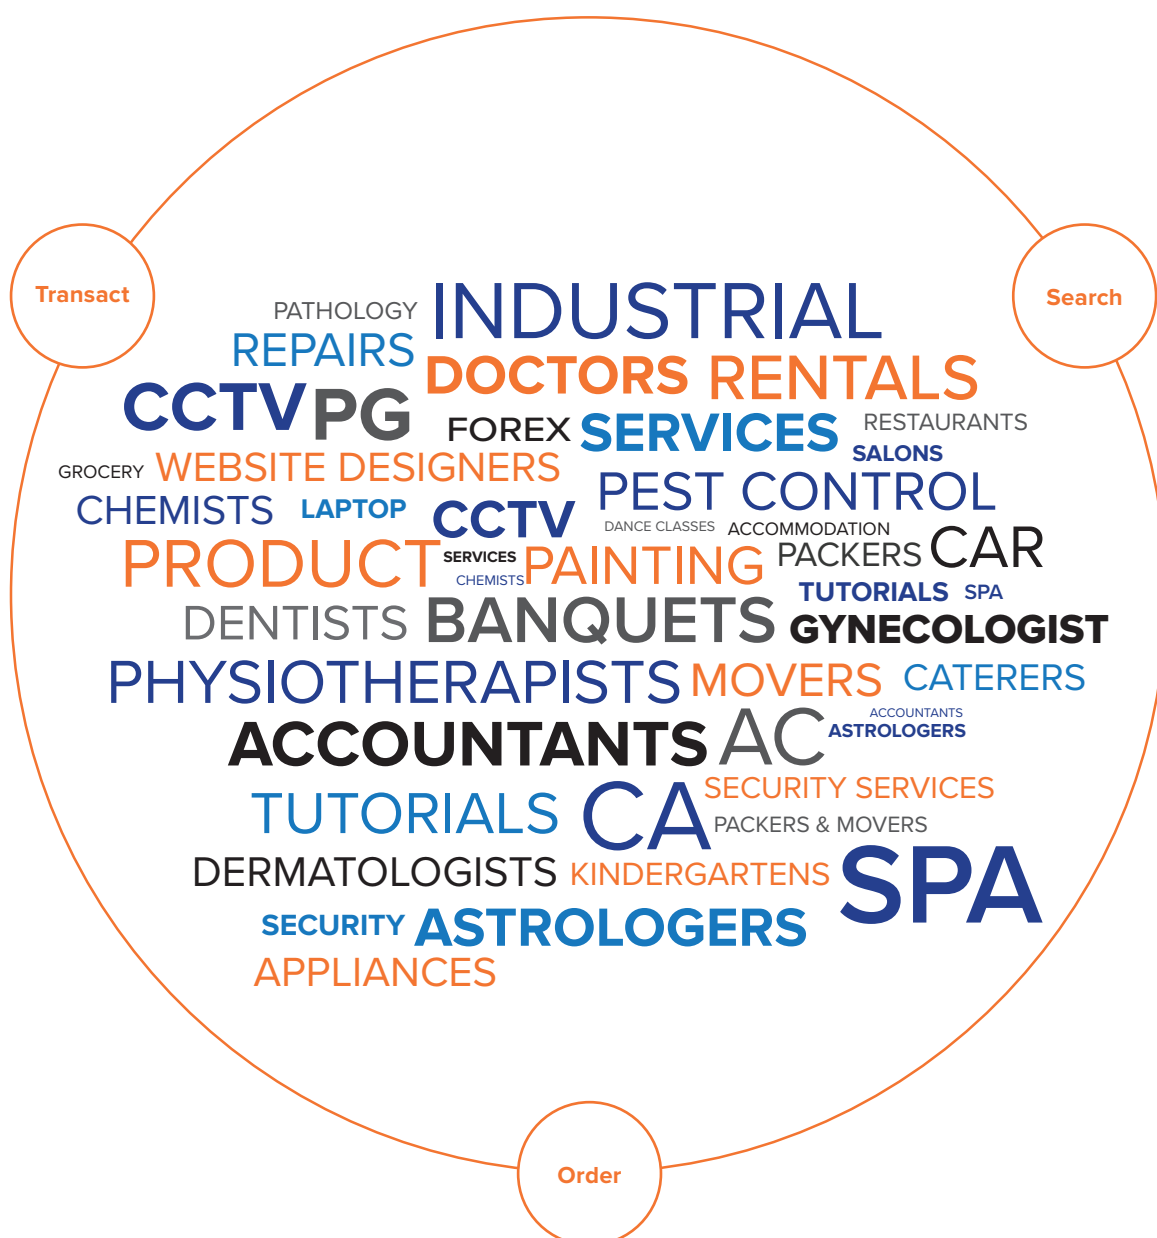 Transact
Search
PATHOLOGY INDUSTRIAL
REPAIRS DOCTORS RENTALS
CCTV PG FOREX SERVICES RESTAURANTS
SALONS
GROCERY WEBSITE DESIGNERS PEST CONTROL
CHEMISTS LAPTOP CCTV DANCE CLASSES ACCOMMODATION
PRODUCT SERVICES PAINTING PACKERS CAR
CHEMISTS TUTORIALS SPA
DENTISTS BANQUETS GYNECOLOGIST
PHYSIOTHERAPISTS MOVERS CATERERS
ACCOUNTANTS AC ACCOUNTANTS
ASTROLOGERS
TUTORIALS CA SECURITY SERVICES
PACKERS & MOVERS
DERMATOLOGISTS KINDERGARTENS SPA
SECURITY ASTROLOGERS
APPLIANCES
Order